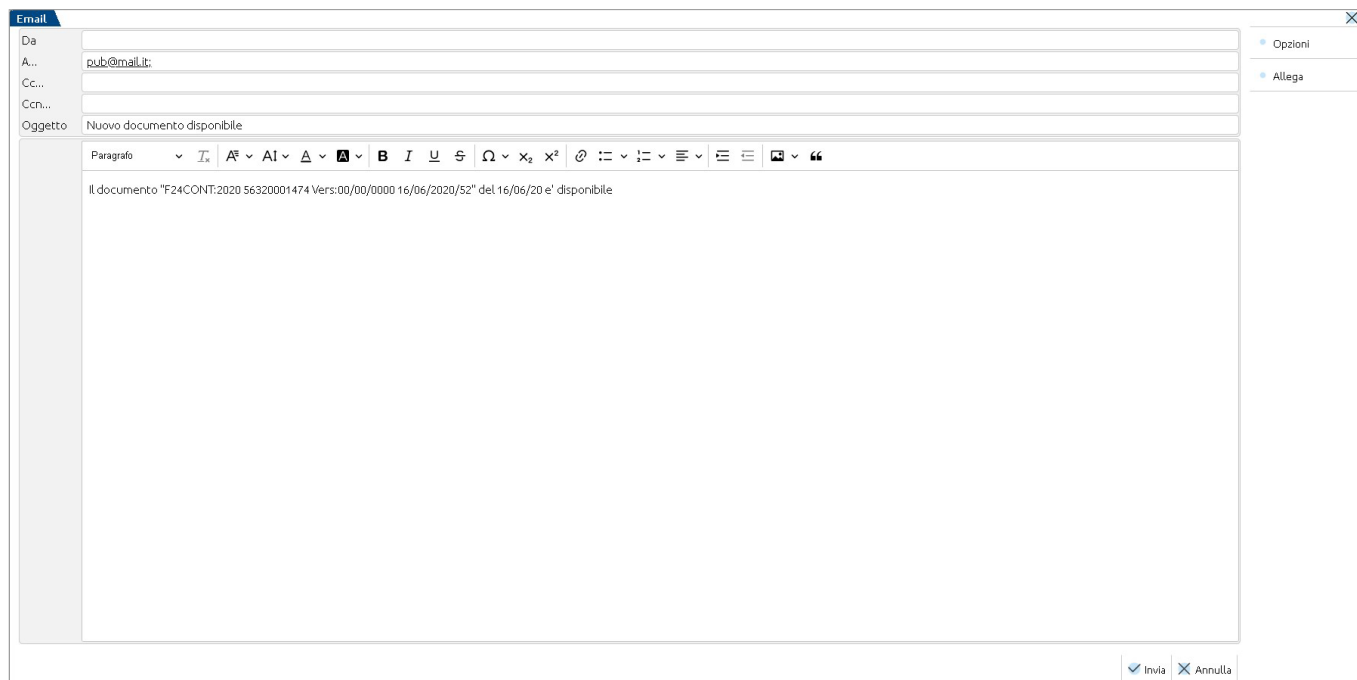 Email
Da
Opzioni
A... pub@mail.it;
Cc...
Allega
Ccn...
Oggetto Nuovo documento disponibile
Paragrafo
Il documento "F24CONT:2020 56320001474 Vers:00/00/0000 16/06/2020/52" del 16/06/20 e' disponibile
Invia Annulla